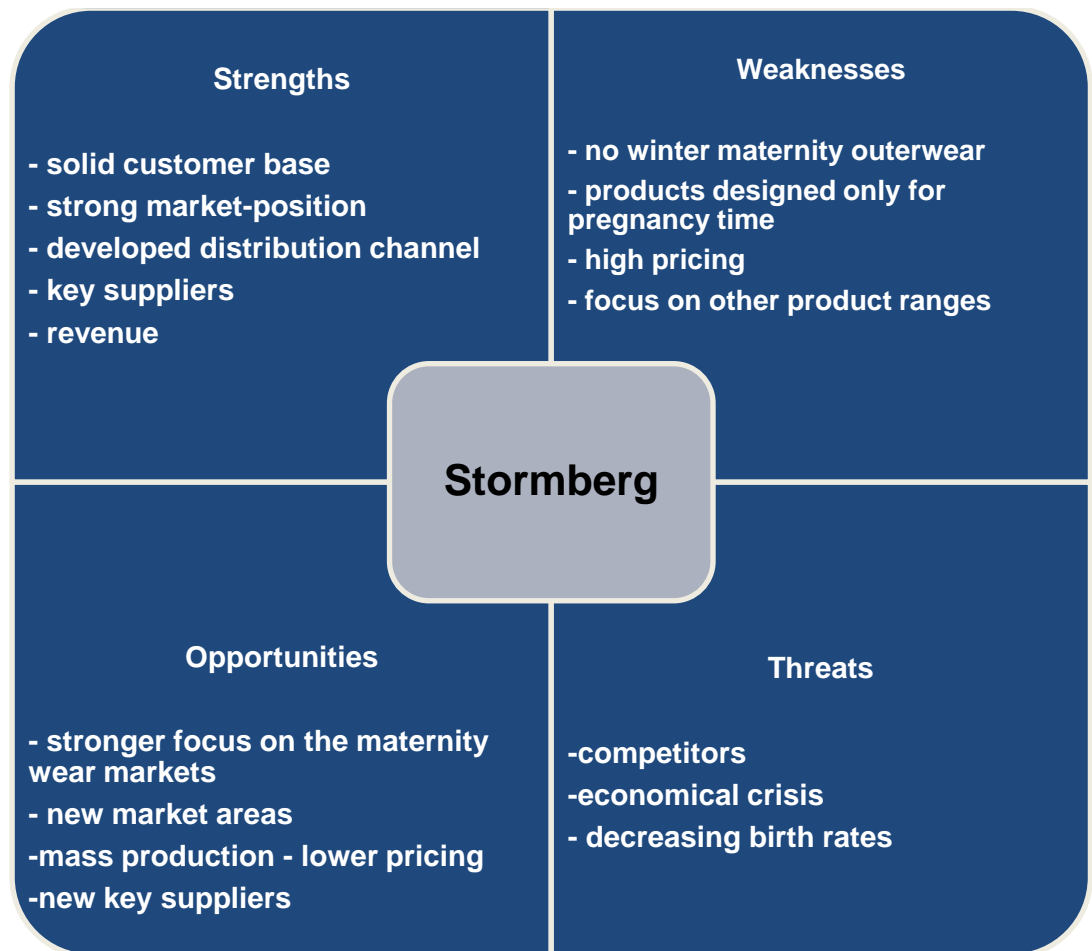 Strengths
- solid customer base
- strong market-position
- developed distribution channel
- key suppliers
- revenue
Weaknesses
- no winter maternity outerwear
- products designed only for
pregnancy time
- high pricing
- focus on other product ranges
Stormberg
Opportunities
- stronger focus on the maternity
wear markets
- new market areas
-mass production - lower pricing
-new key suppliers
Threats
-competitors
-economical crisis
- decreasing birth rates